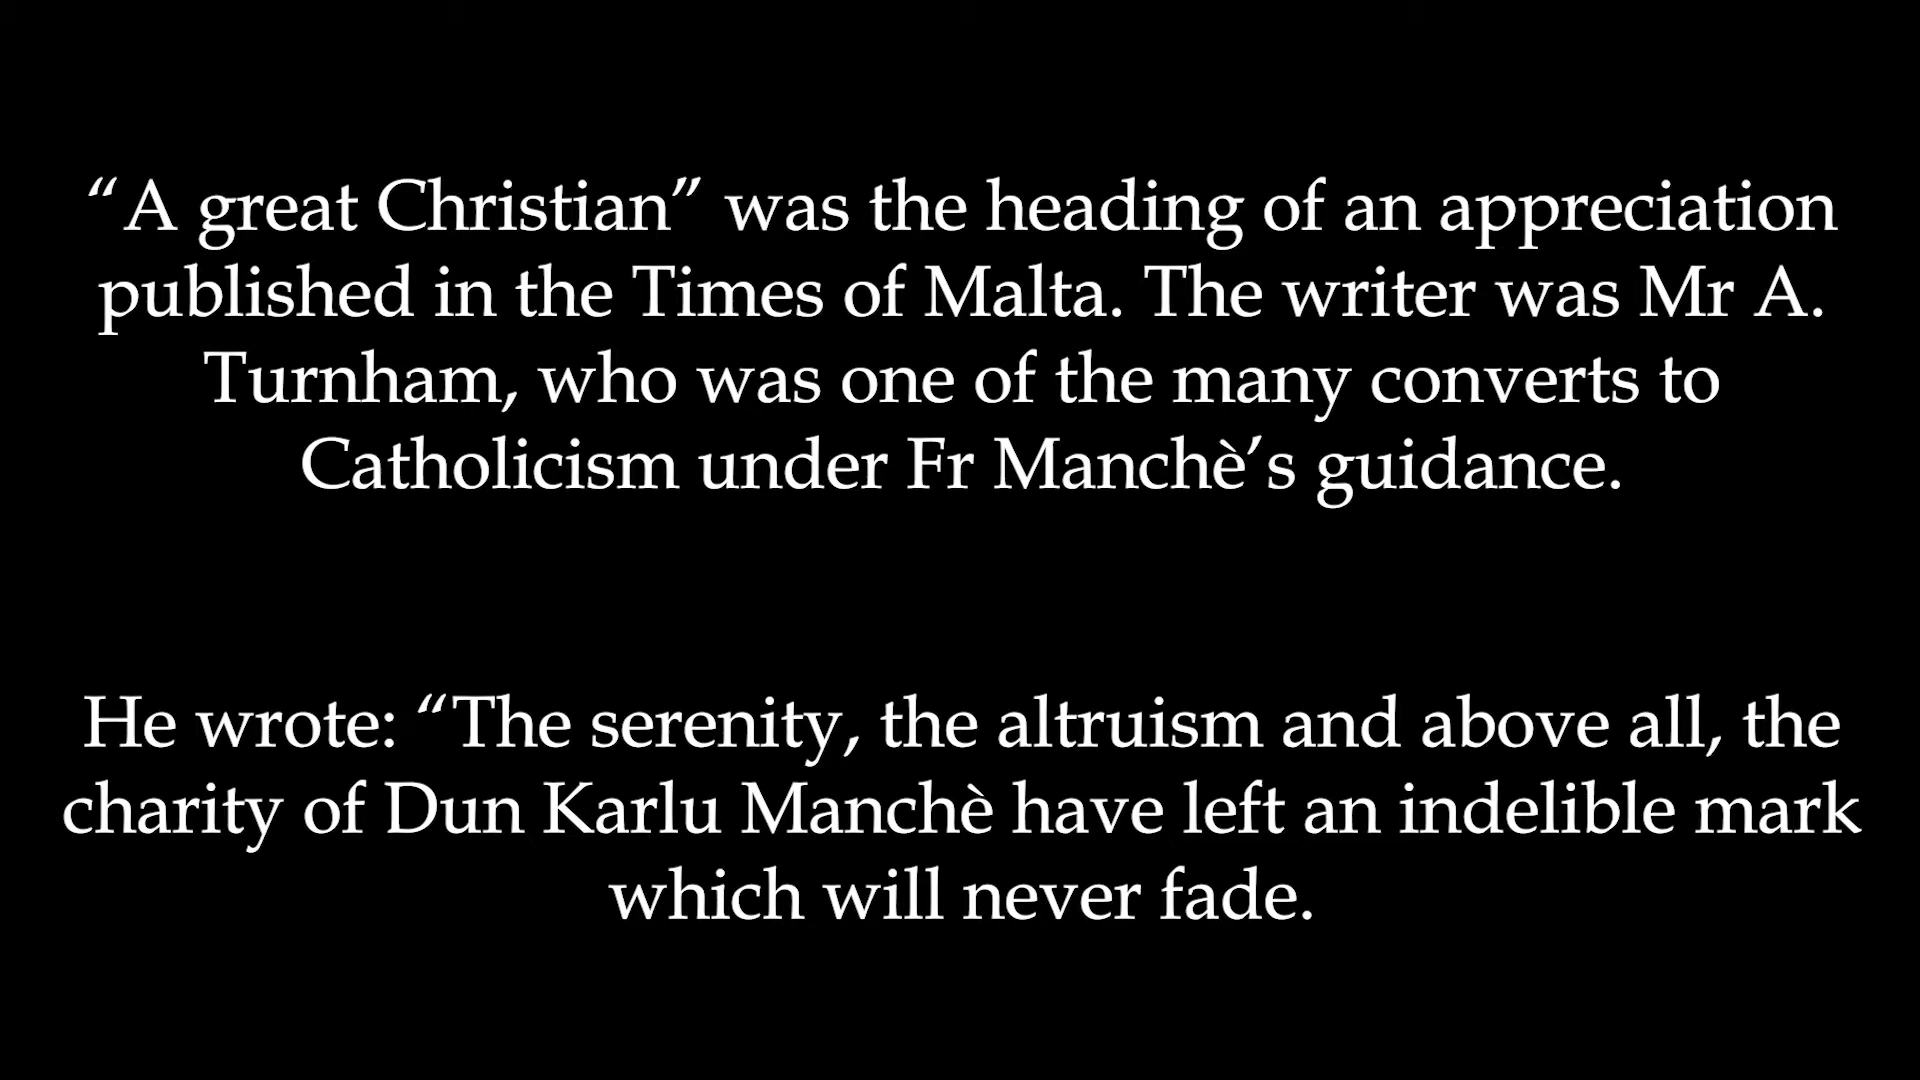 “A great Christian” was the heading of an appreciation
published in the Times of Malta. The writer was Mr A.
Turnham, who was one of the many converts to
Catholicism under Fr Manchè’s guidance.
He wrote: “The serenity, the altruism and above all, the
charity of Dun Karlu Manchè have left an indelible mark
which will never fade.